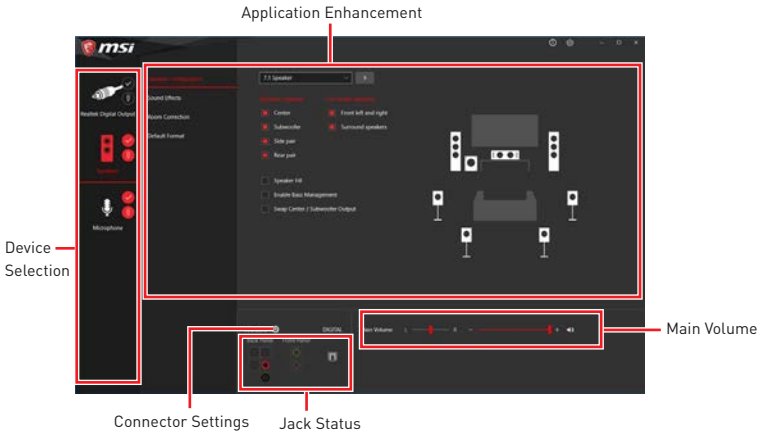 Application Enhancement
msi
7.1 Speaker
Speaker Configuration
Sound Effects
Room Correction
Default Format
Realtek Digital Output
Speakers
Microphone
Center
Subwoofer
Side pair
Rear pair
Front left and right
Surround speakers
Speaker Fill
Enable Bass Management
Swap Center / Subwoofer Output
Device
Selection
DIGITAL
Main Volume
L
R
Back Panel
Front Panel
Main Volume
Connector Settings
Jack Status